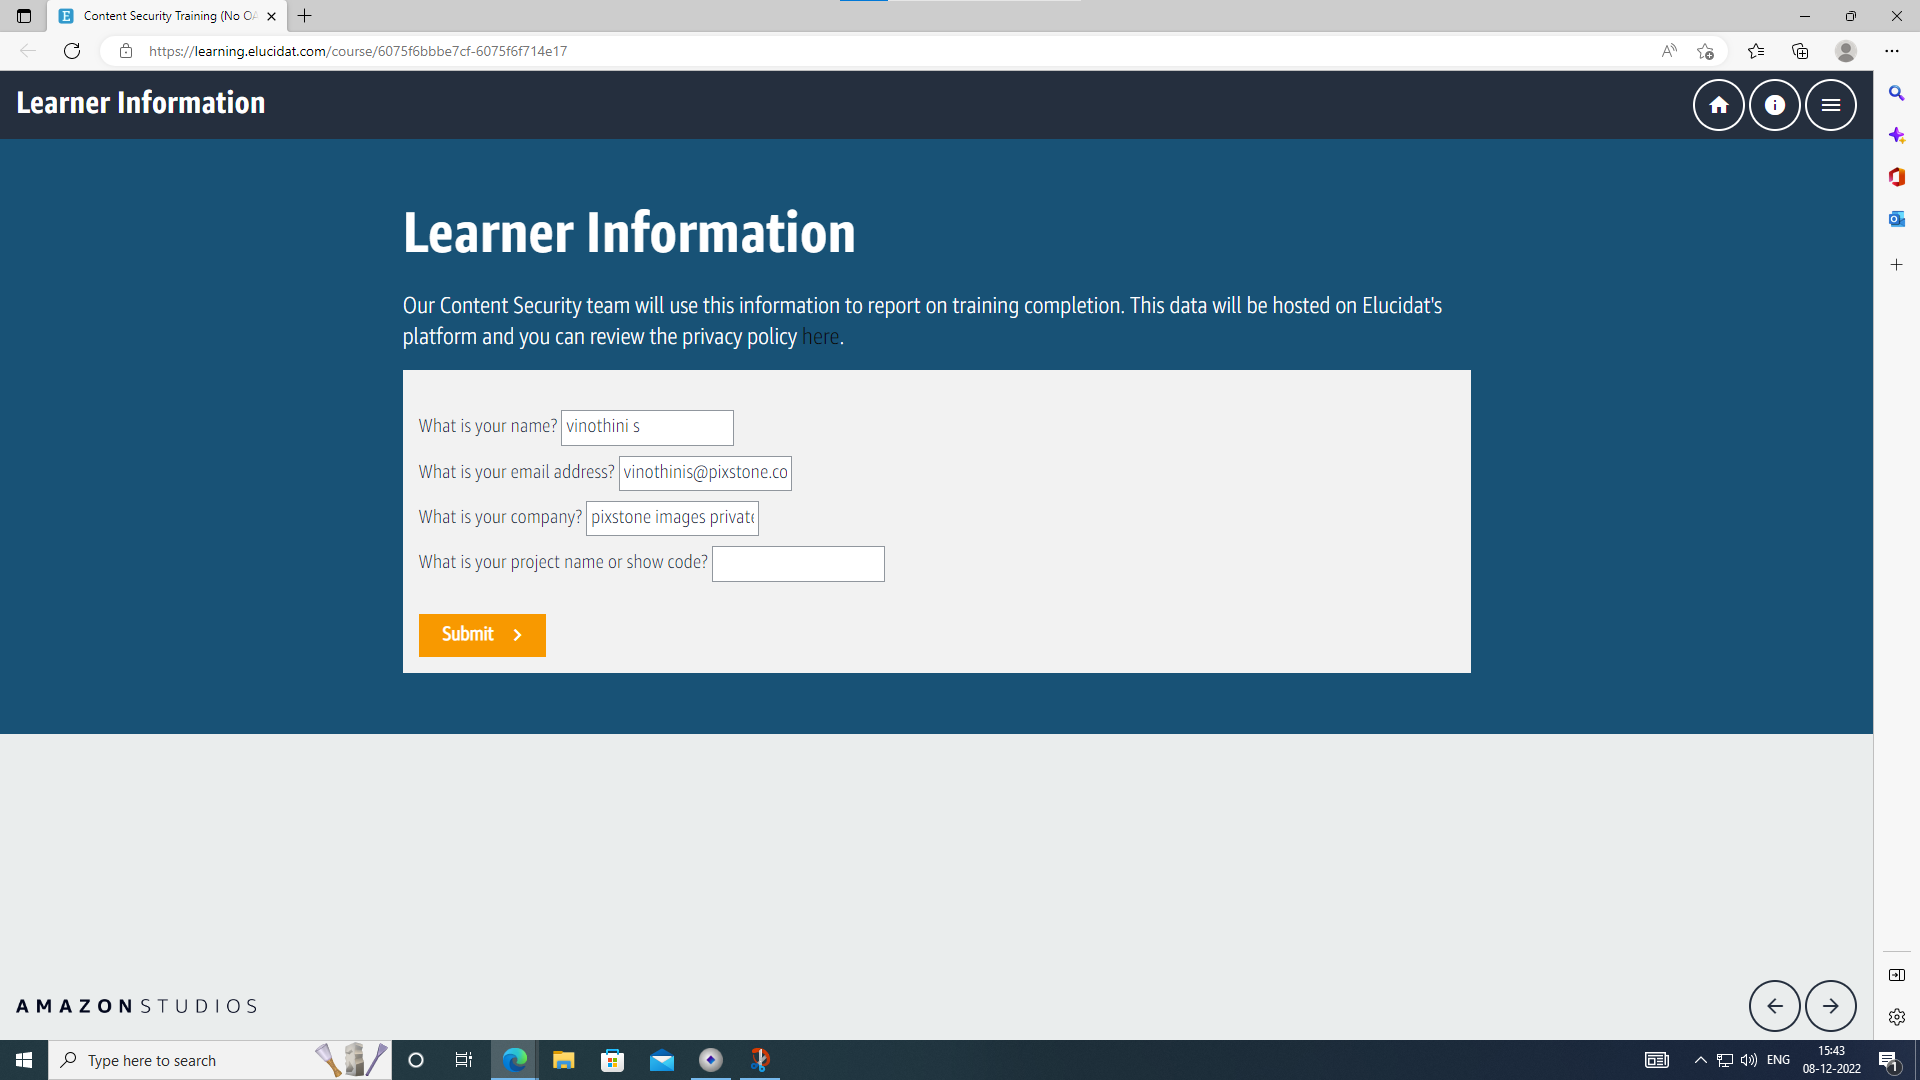 Content Security Training (No OA
https://learning.elucidat.com/course/6075f6bbbe7cf-6075f6f714e17
Learner Information
Learner Information
Our Content Security team will use this information to report on training completion. This data will be hosted on Elucidat's
platform and you can review the privacy policy here.
What is your name? vinothini s
What is your email address? vinothinis@pixstone.co
What is your company? pixstone images private
What is your project name or show code?
Submit
AMAZON STUDIOS
Type here to search
ENG
15:43
08-12-2022
1